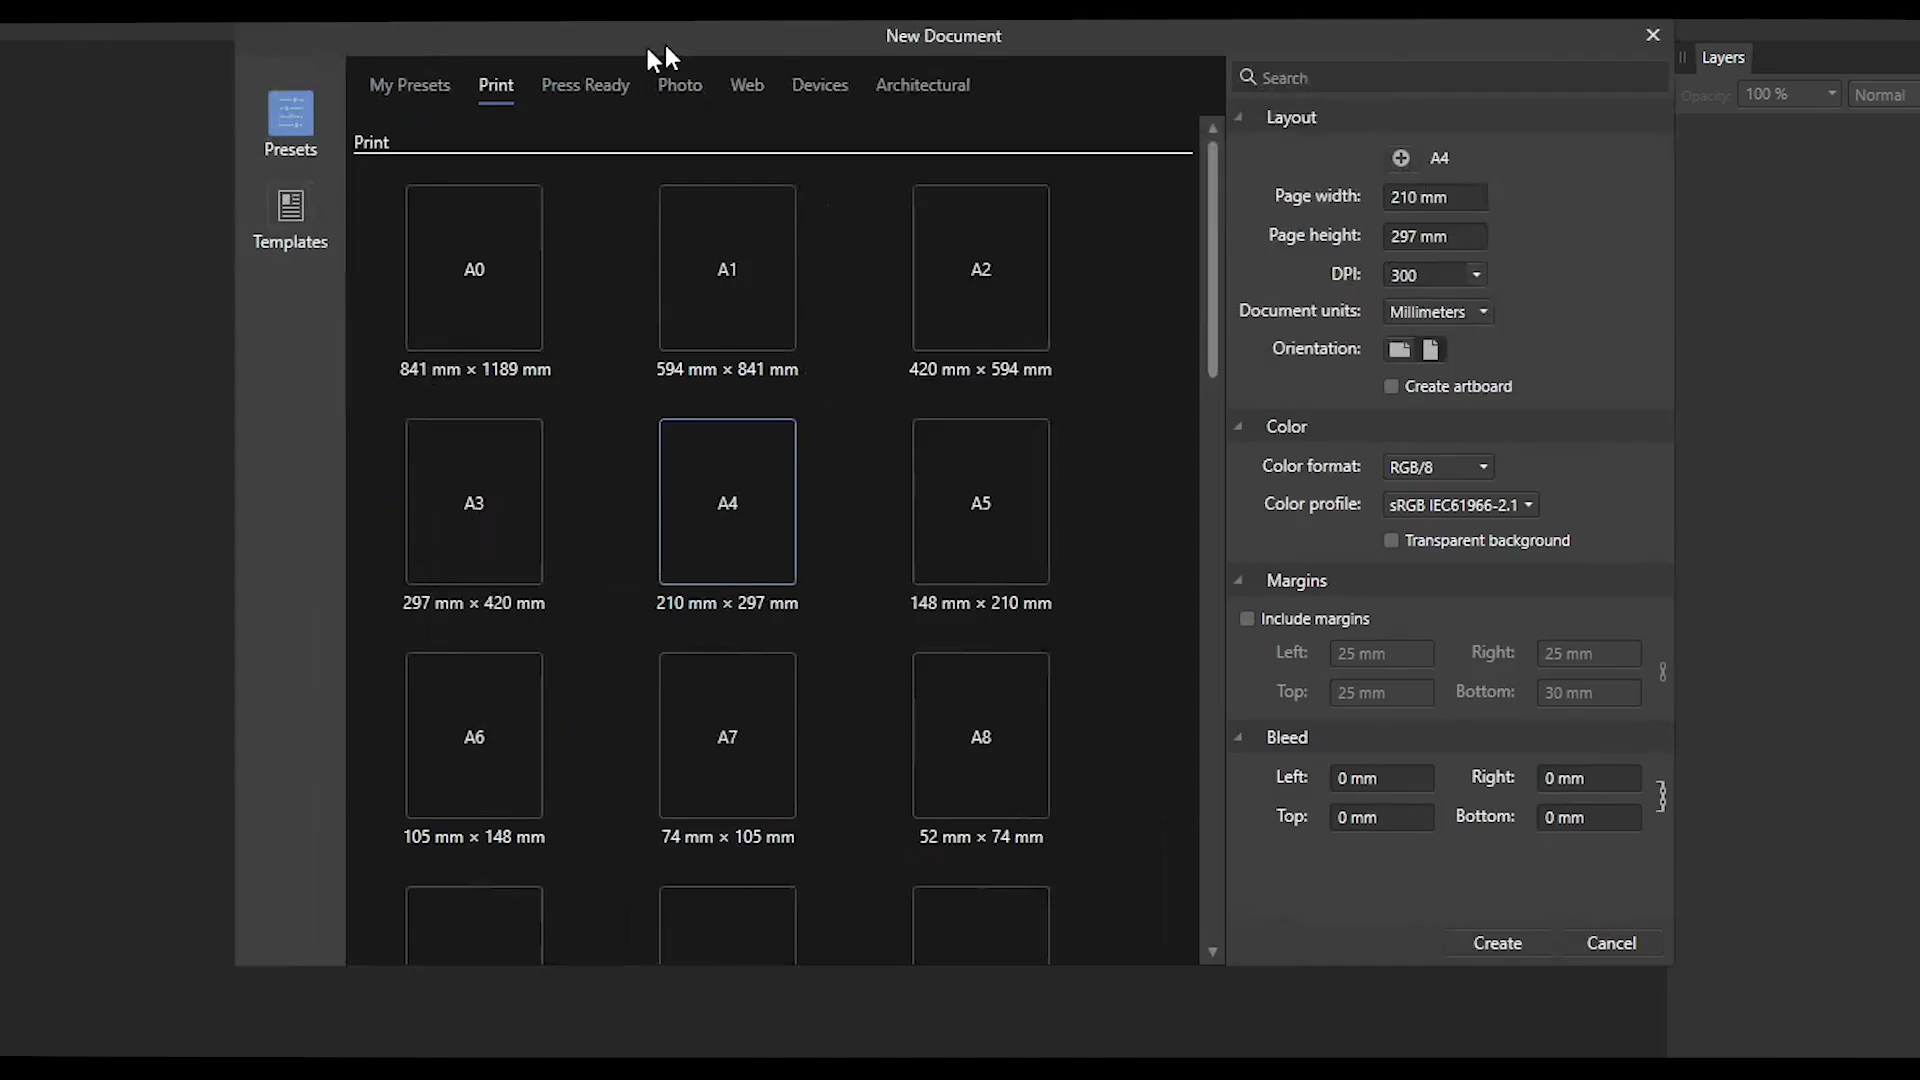 New Document
Layers
Opacity: 100 % Normal
Presets
Templates
My Presets Print Press Ready Photo Web Devices Architectural
Print
A0 A1 A2
841 mm × 1189 mm 594 mm × 841 mm 420 mm × 594 mm
A3 A4 A5
297 mm × 420 mm 210 mm × 297 mm 148 mm × 210 mm
A6 A7 A8
105 mm × 148 mm 74 mm × 105 mm 52 mm × 74 mm
Search
Layout
A4
Page width: 210 mm
Page height: 297 mm
DPI: 300
Document units: Millimeters
Orientation:
Create artboard
Color
Color format: RGB/8
Color profile: sRGB IEC61966-2.1
Transparent background
Margins
Include margins
Left: 25 mm Right: 25 mm
Top: 25 mm Bottom: 30 mm
Bleed
Left: 0 mm Right: 0 mm
Top: 0 mm Bottom: 0 mm
Create Cancel